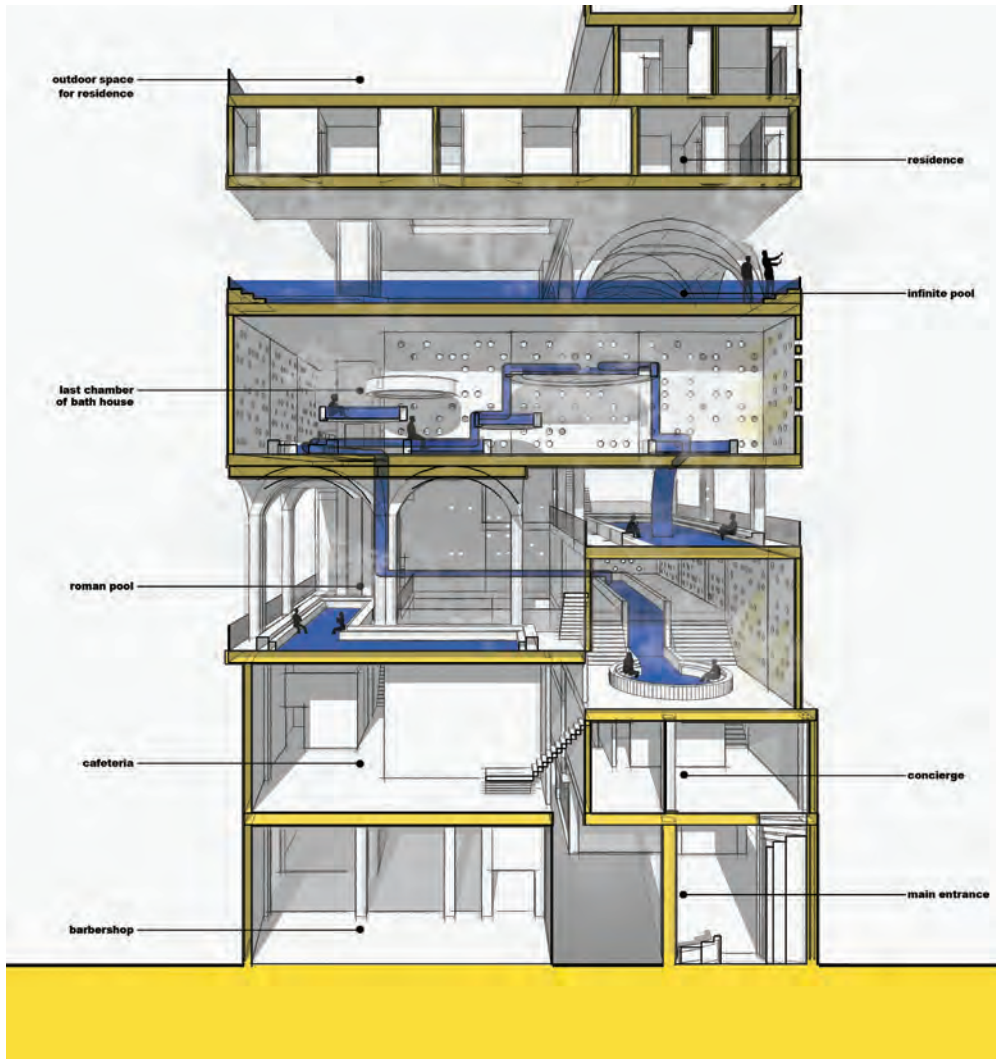 outdoor space
for residence
residence
infinite pool
last chamber
of bath house
roman pool
cafeteria
concierge
main entrance
barbershop